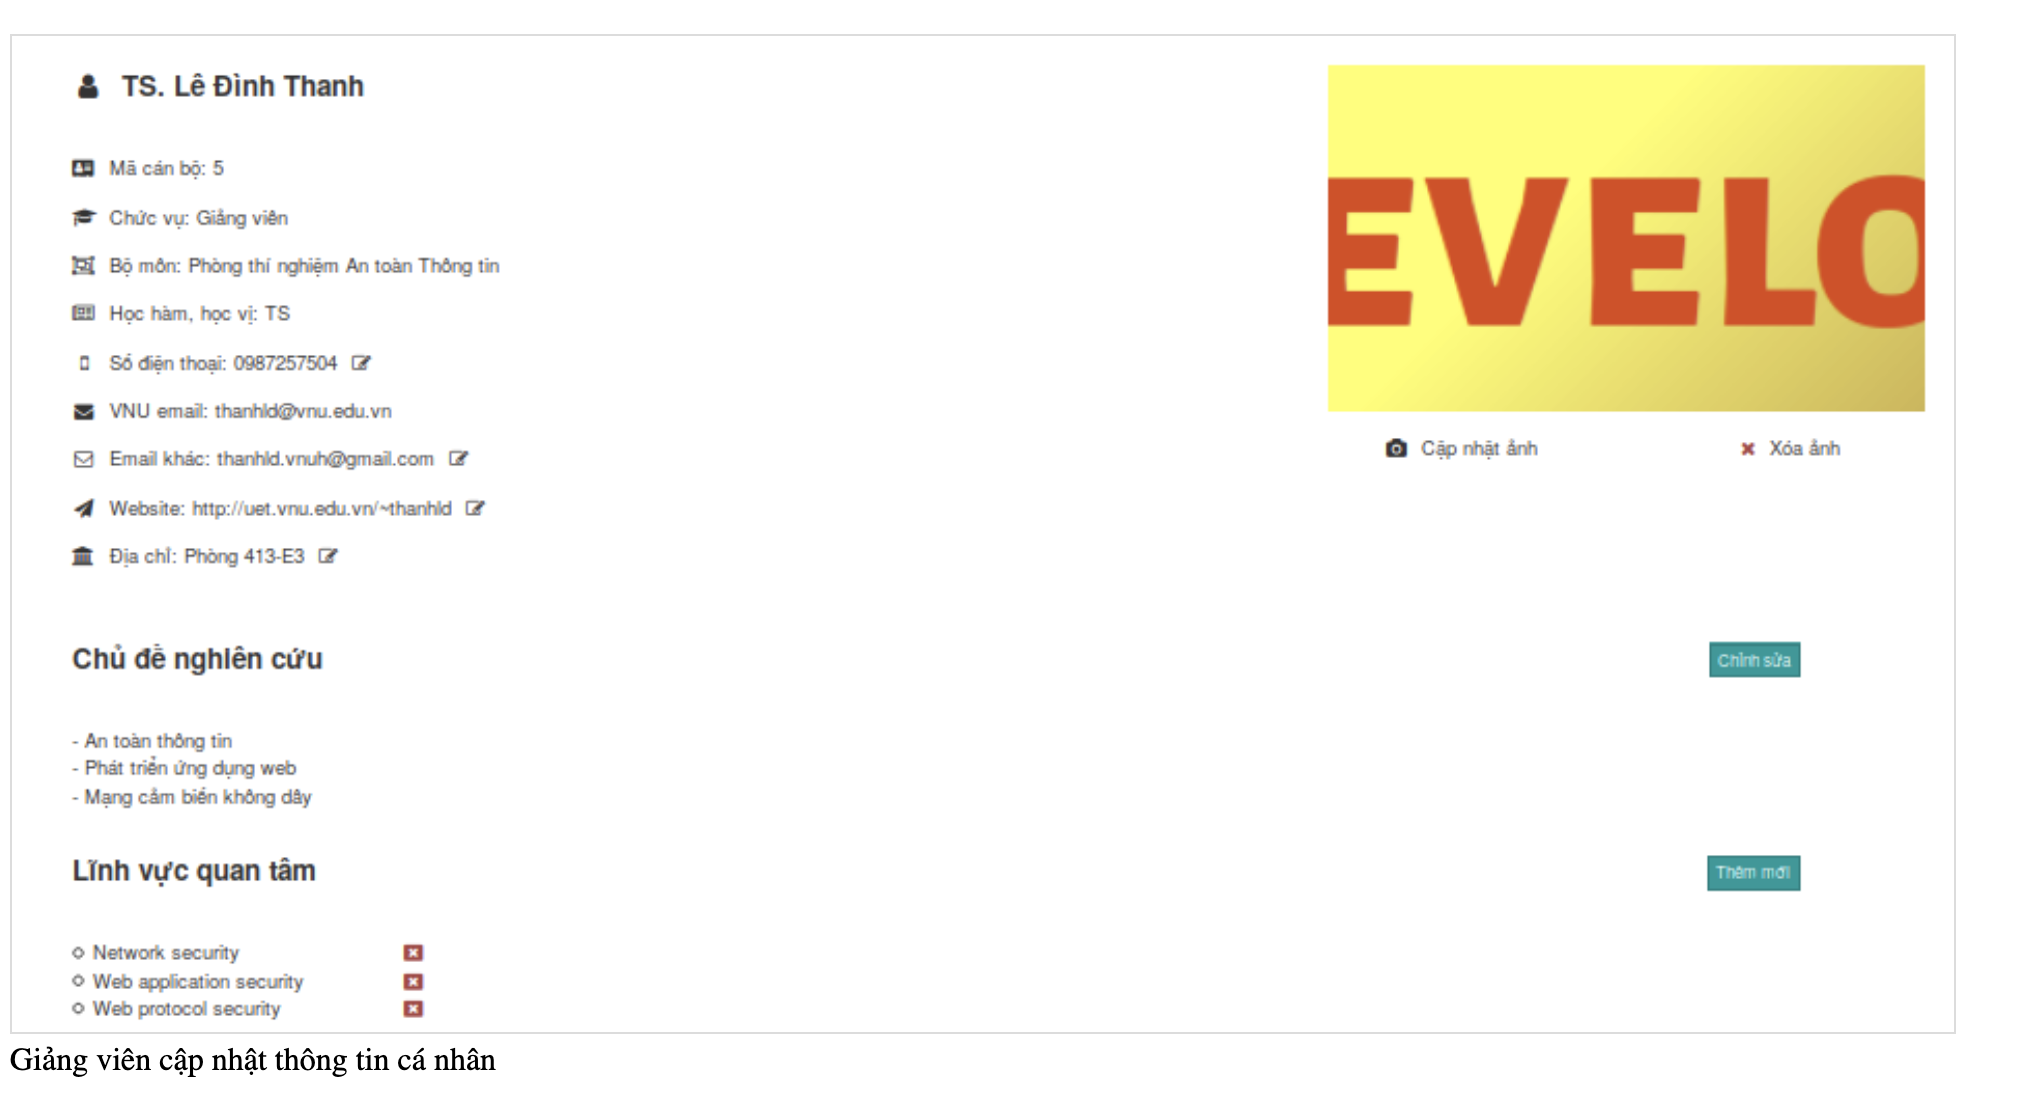 TS. Lê Đình Thanh
Mã cán bộ: 5
Chức vụ: Giảng viên
Bộ môn: Phòng thí nghiệm An toàn Thông tin
Học hàm, học vị: TS
Số điện thoại: 0987257504
VNU email: thanhld@vnu.edu.vn
Email khác: thanhld.vnuh@gmail.com
Website: http://uet.vnu.edu.vn/~thanhld
Địa chỉ: Phòng 413-E3
EVELO
Cập nhật ảnh
Xóa ảnh
Chủ đề nghiên cứu
Chỉnh sửa
- An toàn thông tin
- Phát triển ứng dụng web
- Mạng cảm biến không dây
Lĩnh vực quan tâm
Thêm mới
Network security
Web application security
Web protocol security
Giảng viên cập nhật thông tin cá nhân